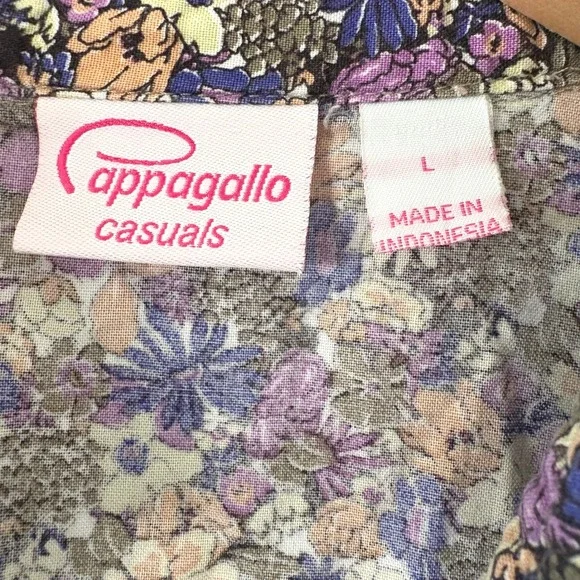 Pappagallo
casuals
L
MADE IN
INDONESIA